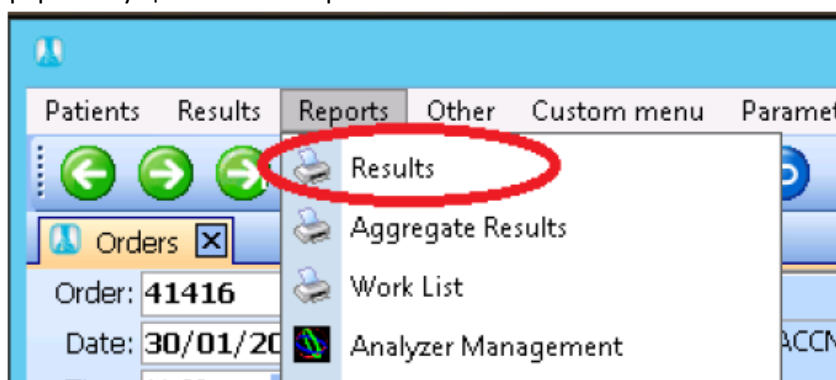 Patients Results Reports Other Custom menu
Results
Orders
Aggregate Results
Order: 41416
Work List
Date: 30/01/20
Analyzer Management